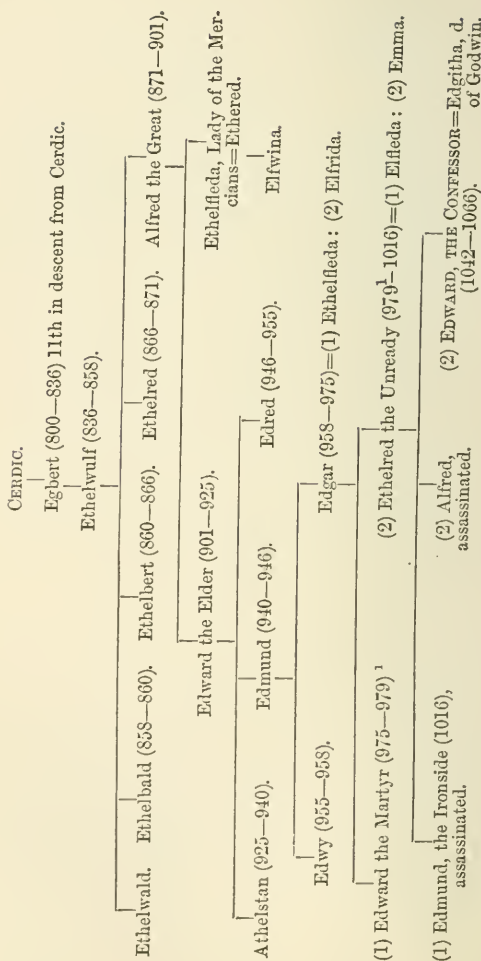 CERDIC.
Egbert (800—836) 11th in descent from Cerdic.
Ethelwulf (836—858).
Ethelwald. Ethelbald (858—860). Ethelbert (860—866). Ethelred (866—871). Alfred the Great (871—901).
Edward the Elder (901—925). Ethelfleda, Lady of the Mer-
cians=Ethered.
Athelstan (925—940). Edmund (940—946). Edred (946—955). Elfwina.
Edwy (955—958). Edgar (958—975)=(1) Ethelfleda: (2) Elfrida.
(1) Edward the Martyr (975—979) ¹ (2) Ethelred the Unready (979¹—1016)=(1) Elfleda: (2) Emma.
(1) Edmund, the Ironside (1016), (2) Alfred, (2) EDWARD, THE CONFESSOR=Edgitha, d.
assassinated. assassinated. (1042—1066). of Godwin.